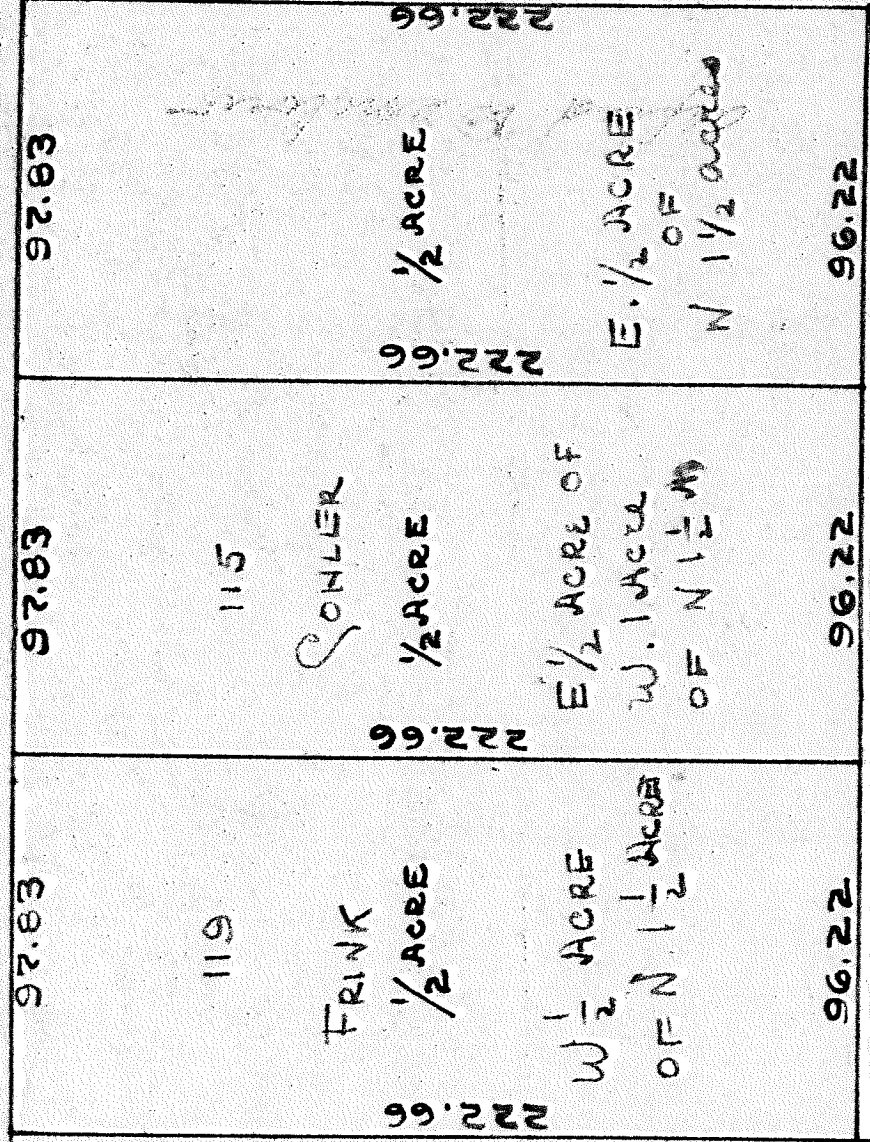 97.83
119
FRINK
1/2 ACRE
W 1/2 ACRE
OF N 1 1/2 ACRE
96.22
222.66
97.83
115
1/2 ACRE
E 1/2 ACRE OF
W. 1 ACRE
OF N 1 1/2 A
96.22
222.66
97.83
1/2 ACRE
E. 1/2 ACRE
OF
N 1 1/2 acres
96.22
222.66
222.66